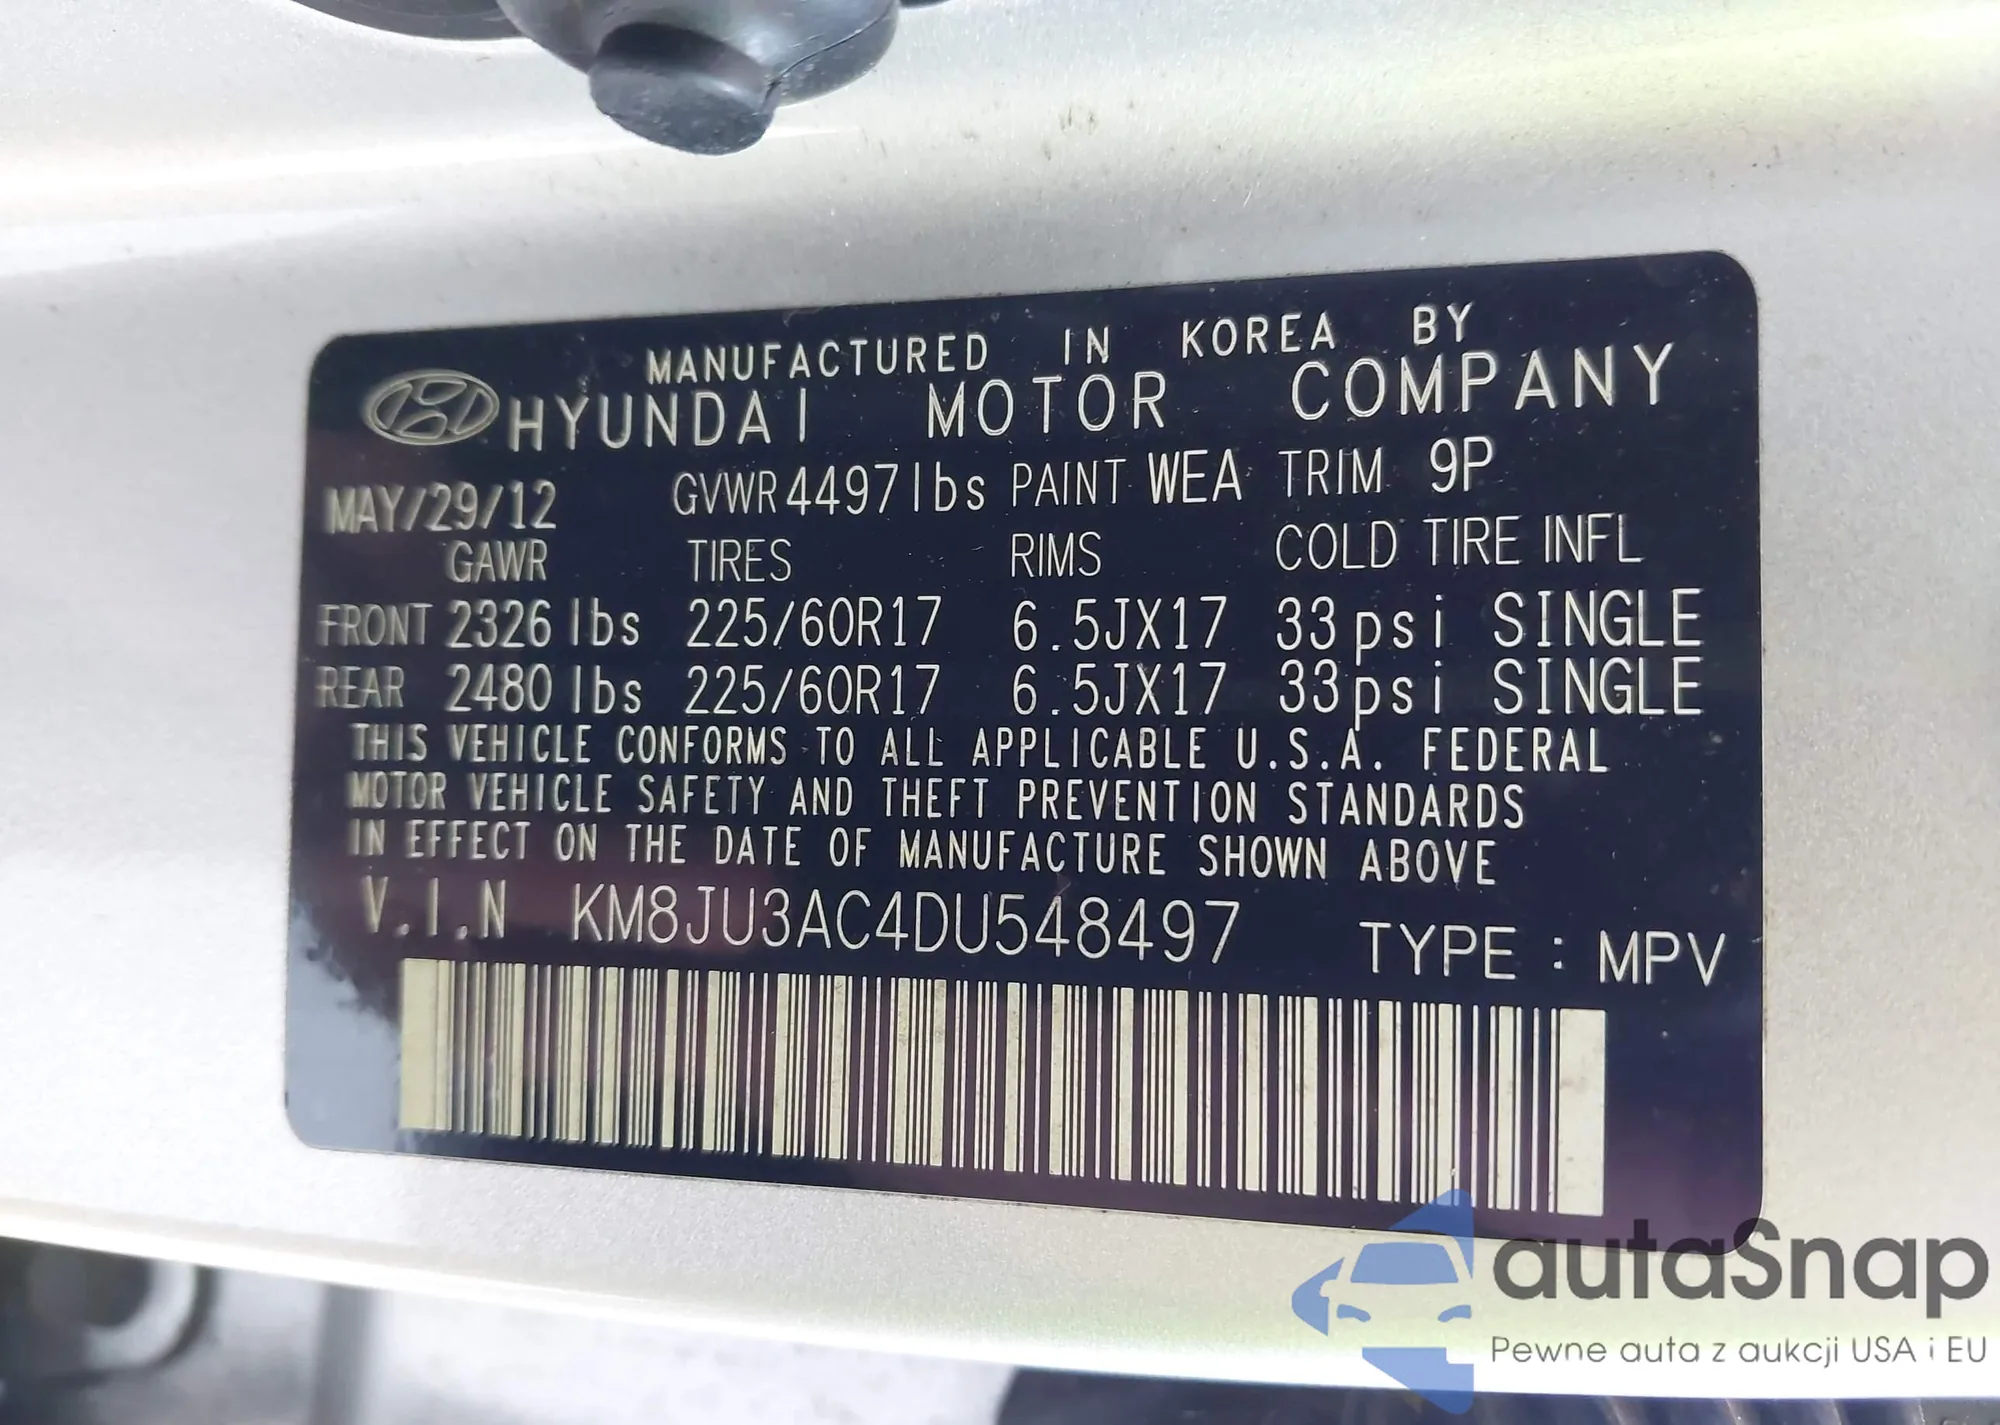 MANUFACTURED IN KOREA BY
HYUNDAI MOTOR COMPANY
MAY/29/12 GVWR 4497lbs PAINT WEA TRIM 9P
GAWR TIRES RIMS COLD TIRE INFL
FRONT 2326 lbs 225/60R17 6.5JX17 33psi SINGLE
REAR 2480 lbs 225/60R17 6.5JX17 33psi SINGLE
THIS VEHICLE CONFORMS TO ALL APPLICABLE U.S.A. FEDERAL
MOTOR VEHICLE SAFETY AND THEFT PREVENTION STANDARDS
IN EFFECT ON THE DATE OF MANUFACTURE SHOWN ABOVE
V.I.N KM8JU3AC4DU548497 TYPE : MPV
autaSnap
Pewne auta z aukcji USA i EU